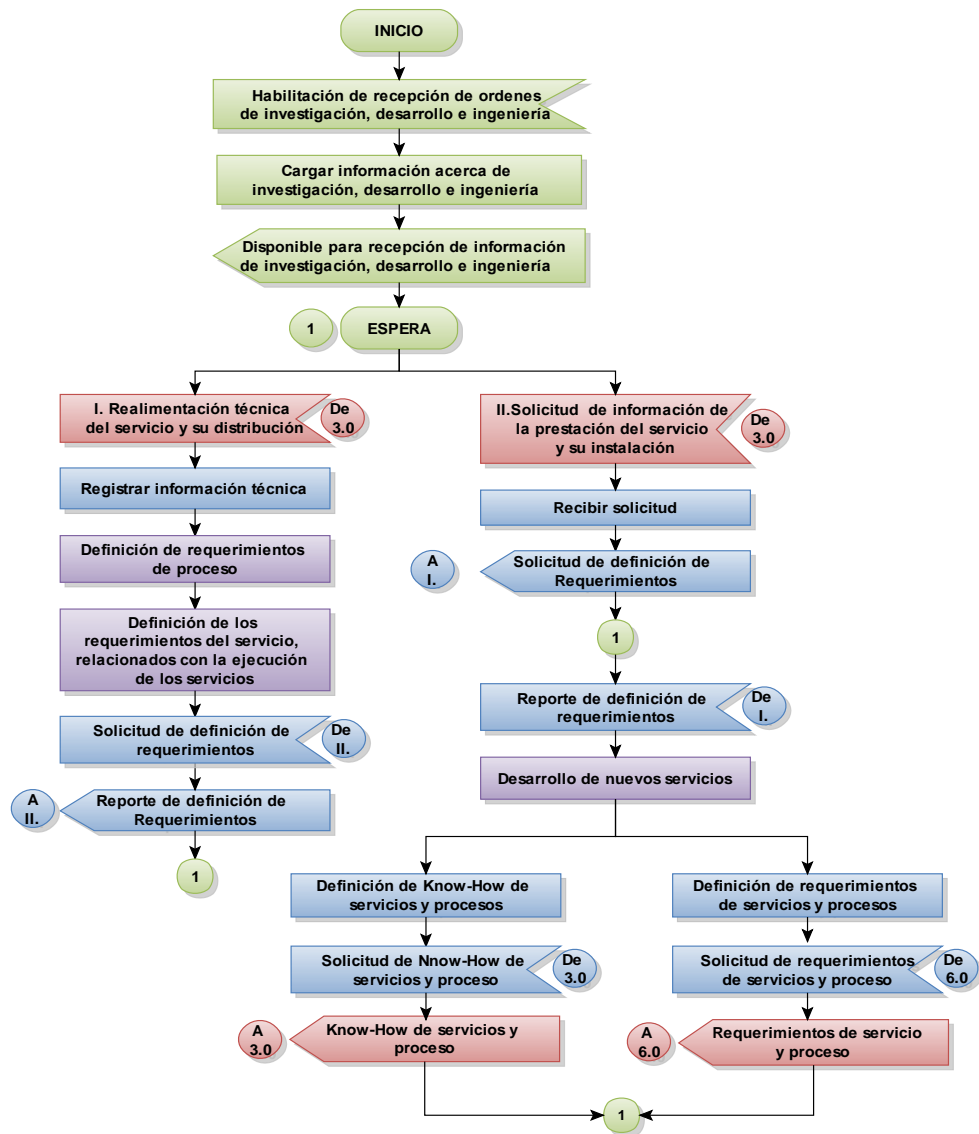 INICIO
Habilitación de recepción de ordenes
de investigación, desarrollo e ingeniería
Cargar información acerca de
investigación, desarrollo e ingeniería
Disponible para recepción de información
de investigación, desarrollo e ingeniería
1
ESPERA
I. Realimentación técnica
del servicio y su distribución
De
3.0
Registrar información técnica
Definición de requerimientos
de proceso
Definición de los
requerimientos del servicio,
relacionados con la ejecución
de los servicios
Solicitud de definición de
requerimientos
De
II.
A
II.
Reporte de definición de
Requerimientos
1
II.Solicitud de información de
la prestación del servicio
y su instalación
De
3.0
Recibir solicitud
A
I.
Solicitud de definición de
Requerimientos
1
Reporte de definición de
requerimientos
De
I.
Desarrollo de nuevos servicios
Definición de Know-How de
servicios y procesos
Solicitud de Nnow-How de
servicios y proceso
De
3.0
A
3.0
Know-How de servicios y
proceso
Definición de requerimientos
de servicios y procesos
Solicitud de requerimientos
de servicios y proceso
De
6.0
A
6.0
Requerimientos de servicio
y proceso
1